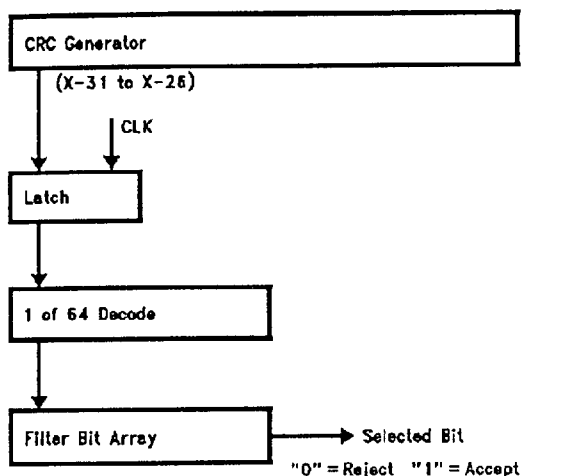 CRC Generator
(X-31 to X-26)
CLK
Latch
1 of 64 Decode
Filter Bit Array
Selected Bit
"0" = Reject "1" = Accept